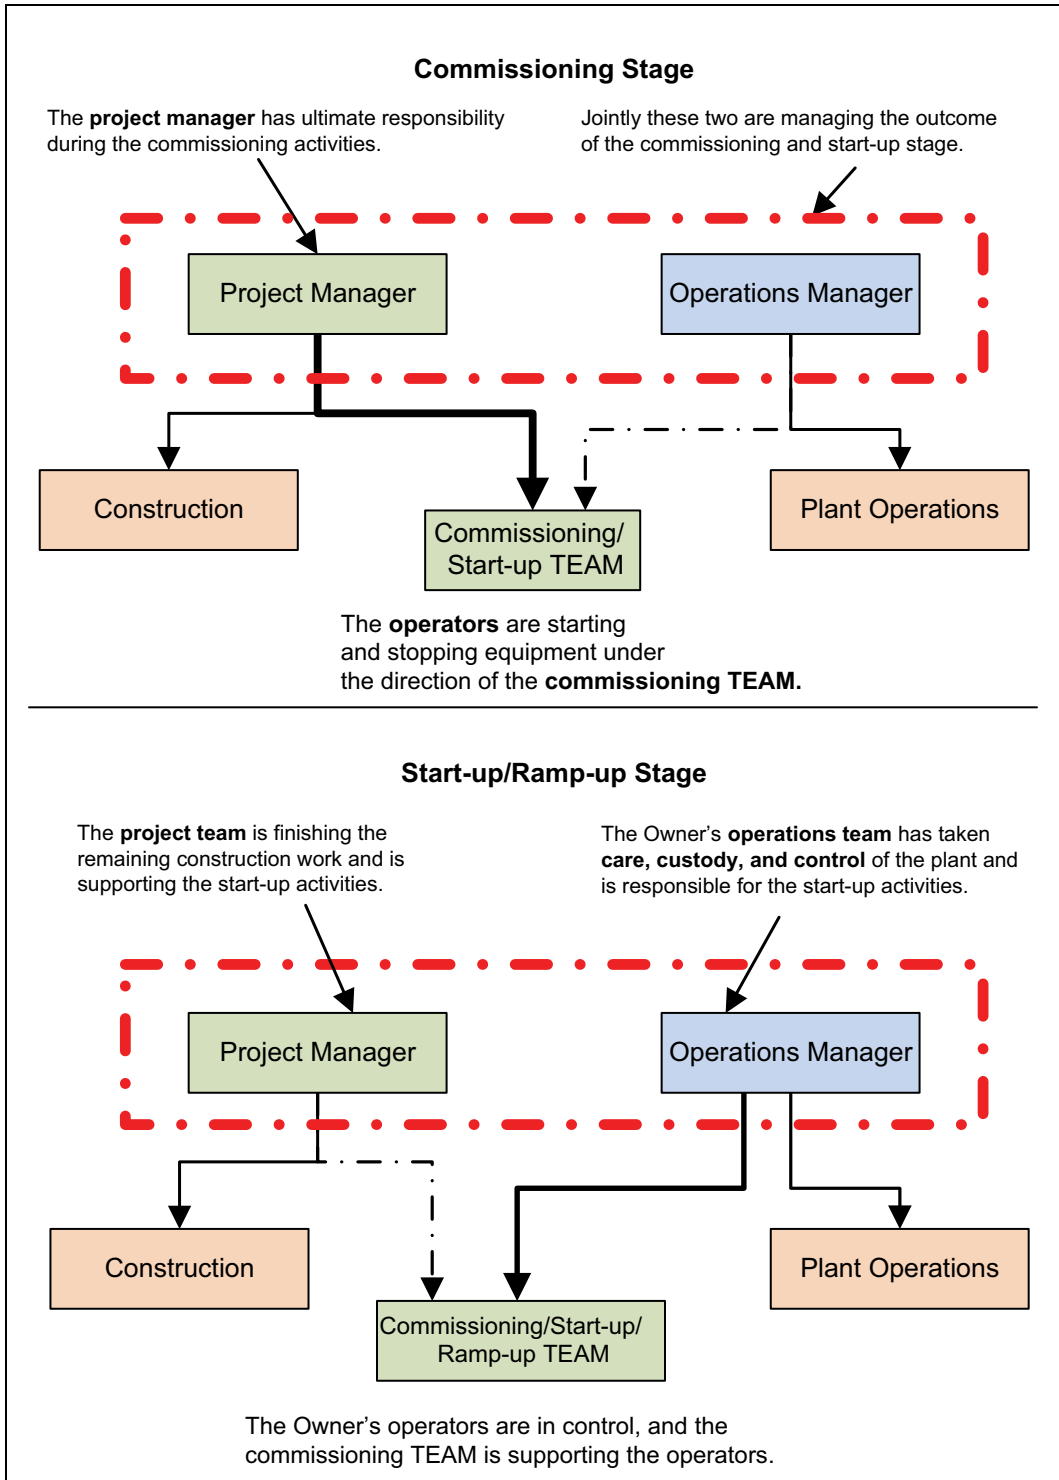 Commissioning Stage
The project manager has ultimate responsibility
during the commissioning activities.
Jointly these two are managing the outcome
of the commissioning and start-up stage.
Project Manager
Operations Manager
Construction
Commissioning/
Start-up TEAM
Plant Operations
The operators are starting
and stopping equipment under
the direction of the commissioning TEAM.
Start-up/Ramp-up Stage
The project team is finishing the
remaining construction work and is
supporting the start-up activities.
The Owner’s operations team has taken
care, custody, and control of the plant and
is responsible for the start-up activities.
Project Manager
Operations Manager
Construction
Plant Operations
Commissioning/Start-up/
Ramp-up TEAM
The Owner’s operators are in control, and the
commissioning TEAM is supporting the operators.